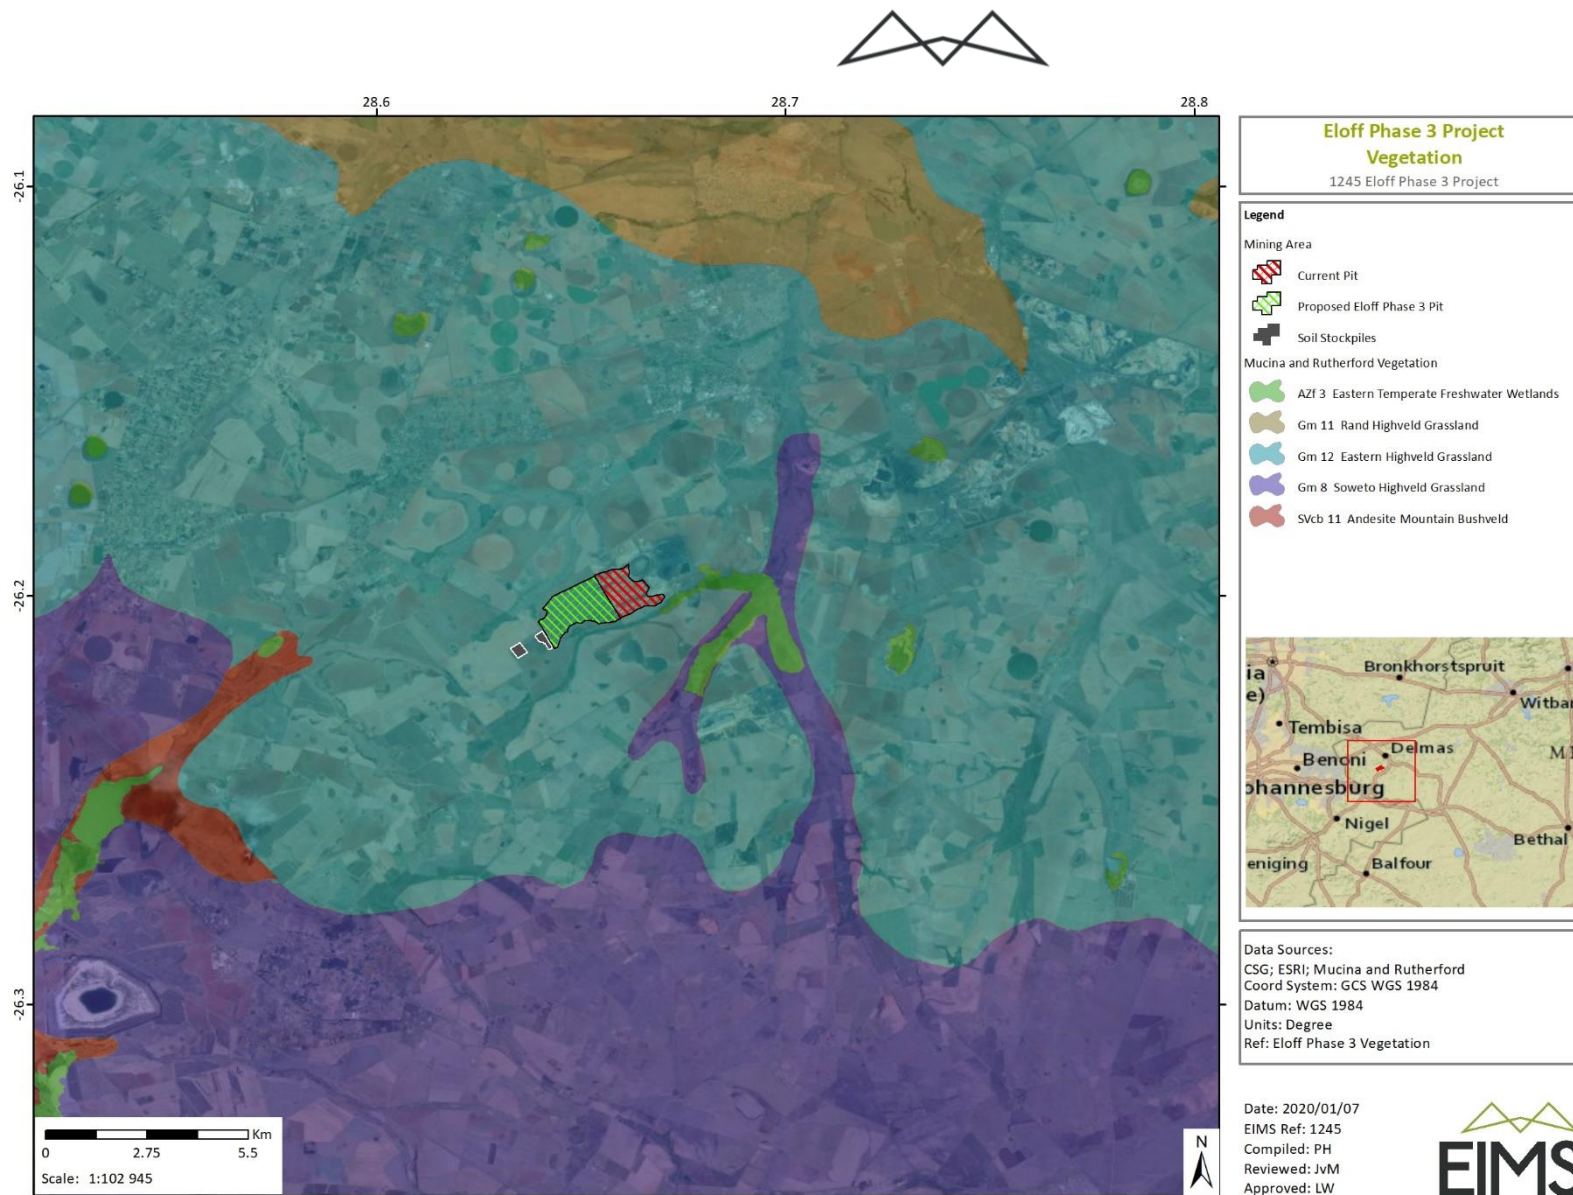 28.6
28.7
28.8
-26.1
-26.2
-26.3
Eloff Phase 3 Project
Vegetation
1245 Eloff Phase 3 Project
Legend
Mining Area
Current Pit
Proposed Eloff Phase 3 Pit
Soil Stockpiles
Mucina and Rutherford Vegetation
AZf 3 Eastern Temperate Freshwater Wetlands
Gm 11 Rand Highveld Grassland
Gm 12 Eastern Highveld Grassland
Gm 8 Soweto Highveld Grassland
SVcb 11 Andesite Mountain Bushveld
Bronkhorstspruit
ia
e)
Witba
Tembisa
Delmas
M
Benoni
ohannesburg
Nigel
Bethal
eniging
Balfour
Data Sources:
CSG; ESRI; Mucina and Rutherford
Coord System: GCS WGS 1984
Datum: WGS 1984
Units: Degree
Ref: Eloff Phase 3 Vegetation
Date: 2020/01/07
EIMS Ref: 1245
Compiled: PH
Reviewed: JvM
Approved: LW
EIMS
Km
0 2.75 5.5
Scale: 1:102 945
N